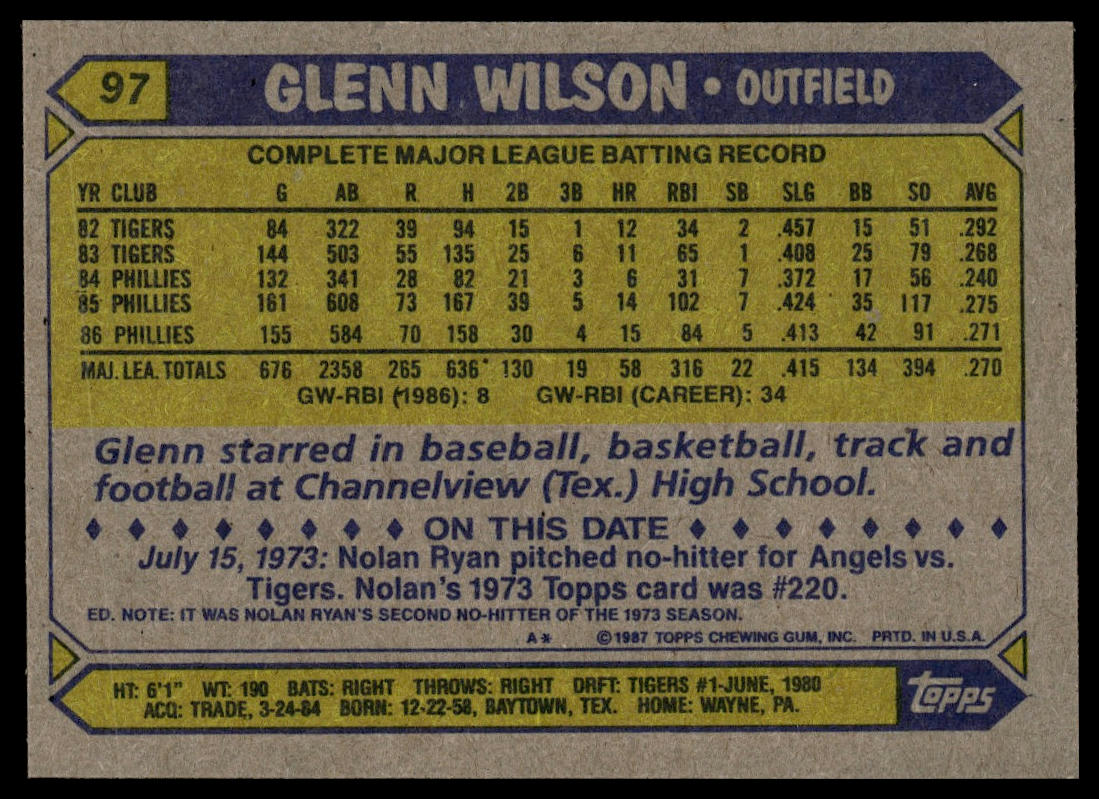 97 GLENN WILSON • OUTFIELD
COMPLETE MAJOR LEAGUE BATTING RECORD
YR CLUB G AB R H 2B 3B HR RBI SB SLG BB SO AVG
82 TIGERS 84 322 39 94 15 1 12 34 2 .457 15 51 .292
83 TIGERS 144 503 55 135 25 6 11 65 1 .408 25 79 .268
84 PHILLIES 132 341 28 82 21 3 6 31 7 .372 17 56 .240
85 PHILLIES 161 608 73 167 39 5 14 102 7 .424 35 117 .275
86 PHILLIES 155 584 70 158 30 4 15 84 5 .413 42 91 .271
MAJ. LEA. TOTALS 676 2358 265 636 130 19 58 316 22 .415 134 394 .270
GW-RBI (1986): 8 GW-RBI (CAREER): 34
Glenn starred in baseball, basketball, track and
football at Channelview (Tex.) High School.
ON THIS DATE
July 15, 1973: Nolan Ryan pitched no-hitter for Angels vs.
Tigers. Nolan's 1973 Topps card was #220.
ED. NOTE: IT WAS NOLAN RYAN'S SECOND NO-HITTER OF THE 1973 SEASON.
A* ©1987 TOPPS CHEWING GUM, INC. PRTD. IN U.S.A.
HT: 6'1" WT: 190 BATS: RIGHT THROWS: RIGHT DRFT: TIGERS #1-JUNE, 1980
ACQ: TRADE, 3-24-84 BORN: 12-22-58, BAYTOWN, TEX. HOME: WAYNE, PA.
topps